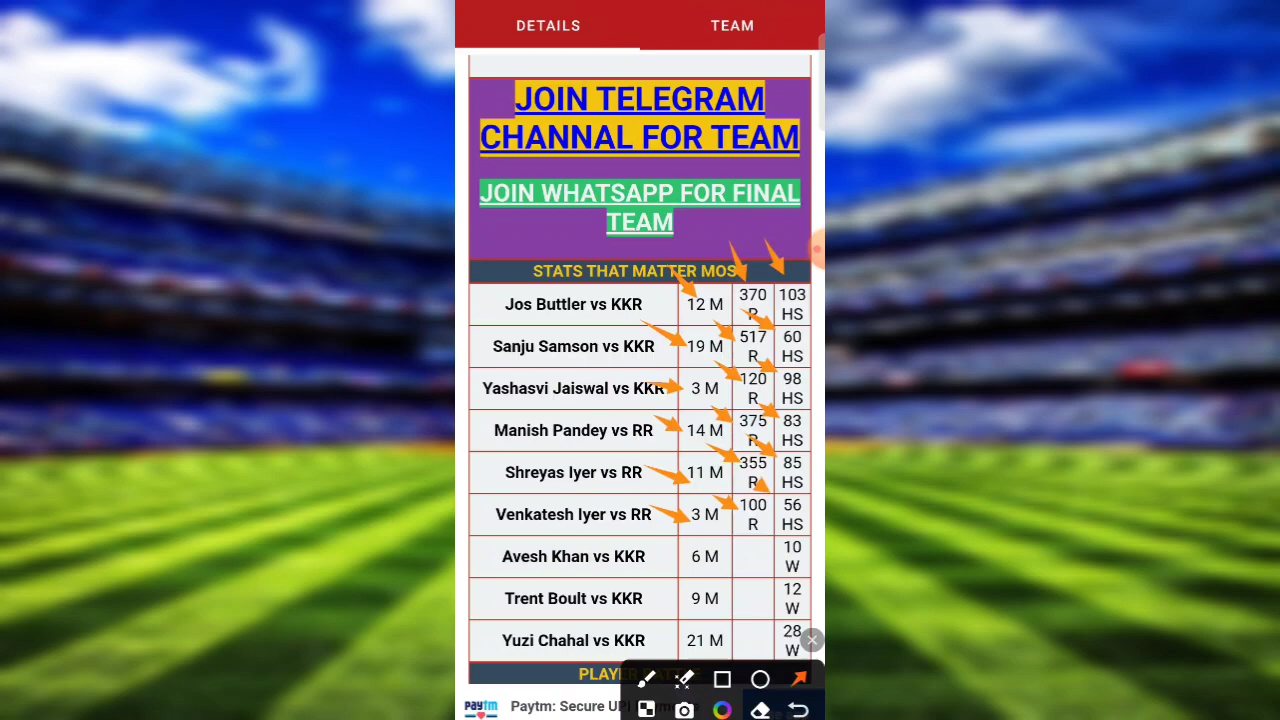 DETAILS TEAM
JOIN TELEGRAM
CHANNAL FOR TEAM
JOIN WHATSAPP FOR FINAL
TEAM
STATS THAT MATTER MOS
Jos Buttler vs KKR 12 M 370 R 103 HS
Sanju Samson vs KKR 19 M 517 R 60 HS
Yashasvi Jaiswal vs KKR 3 M 120 R 98 HS
Manish Pandey vs RR 14 M 375 R 83 HS
Shreyas Iyer vs RR 11 M 355 R 85 HS
Venkatesh Iyer vs RR 3 M 100 R 56 HS
Avesh Khan vs KKR 6 M 10 W
Trent Boult vs KKR 9 M 12 W
Yuzi Chahal vs KKR 21 M 28 W
PLAYER
paytm Paytm: Secure UPI